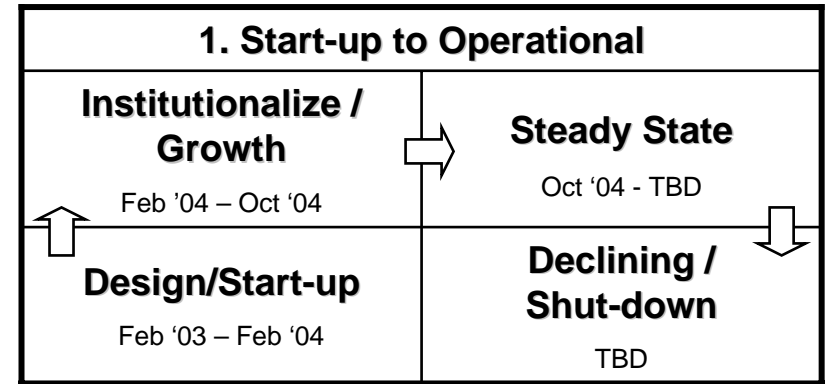 1. Start-up to Operational
Institutionalize /
Growth
Feb ’04 – Oct ‘04
Steady State
Oct ‘04 - TBD
Design/Start-up
Feb ‘03 – Feb ‘04
Declining /
Shut-down
TBD